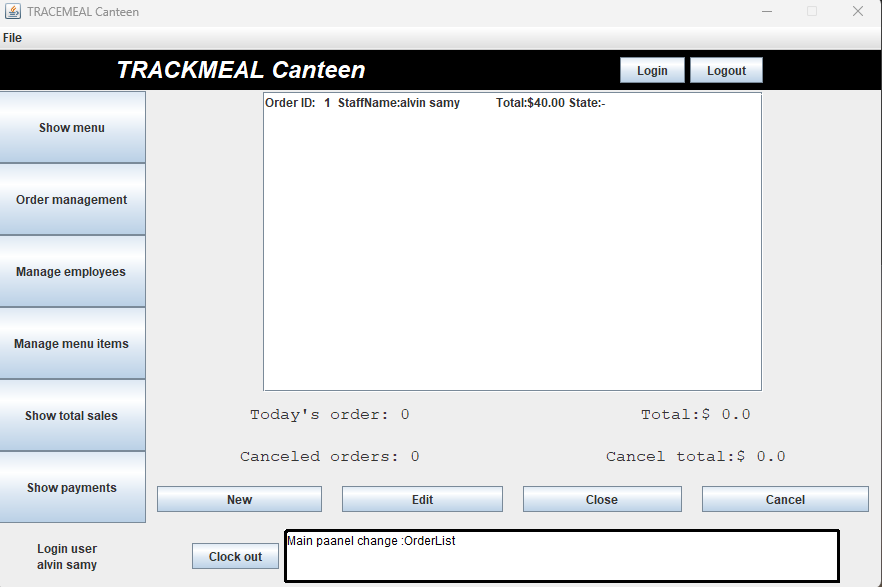 TRACEMEAL Canteen
File
TRACKMEAL Canteen
Login
Logout
Show menu
Order management
Manage employees
Manage menu items
Show total sales
Show payments
Order ID:  1  StaffName:alvin samy  Total:$40.00 State:-
Today's order: 0
Total:$ 0.0
Canceled orders: 0
Cancel total:$ 0.0
New
Edit
Close
Cancel
Login user
alvin samy
Clock out
Main paanel change :OrderList